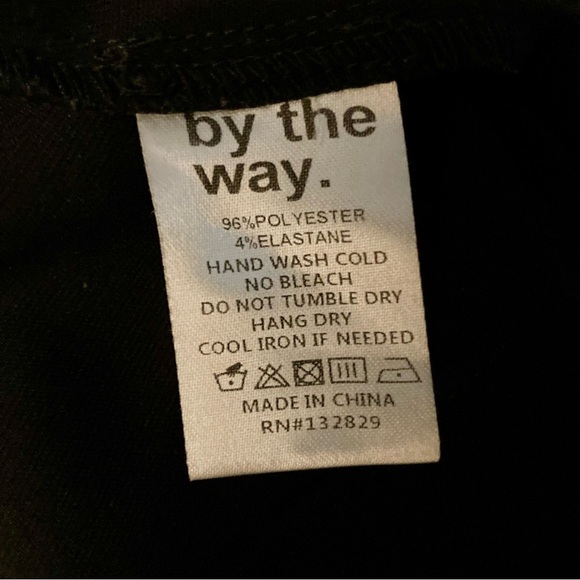 by the
way.
96%POLYESTER
4%ELASTANE
HAND WASH COLD
NO BLEACH
DO NOT TUMBLE DRY
HANG DRY
COOL IRON IF NEEDED
MADE IN CHINA
RN#132829